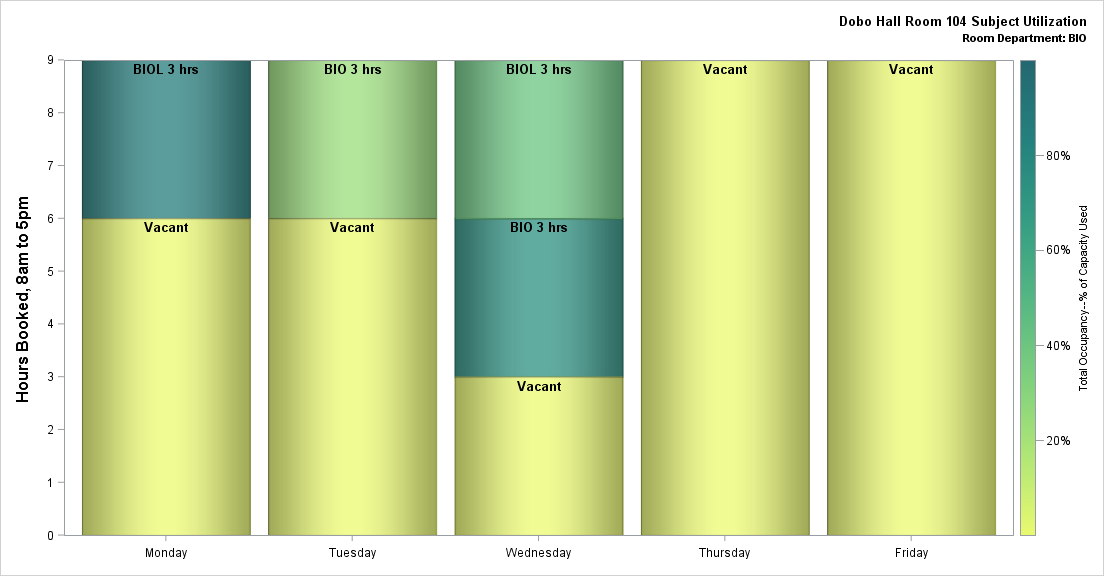 Dobo Hall Room 104 Subject Utilization
Room Department: BIO
Hours Booked, 8am to 5pm
9
8
7
6
5
4
3
2
1
0
BIOL 3 hrs
Vacant
BIO 3 hrs
Vacant
BIOL 3 hrs
BIO 3 hrs
Vacant
Vacant
Vacant
Monday
Tuesday
Wednesday
Thursday
Friday
80%
60%
40%
20%
Total Occupancy--% of Capacity Used